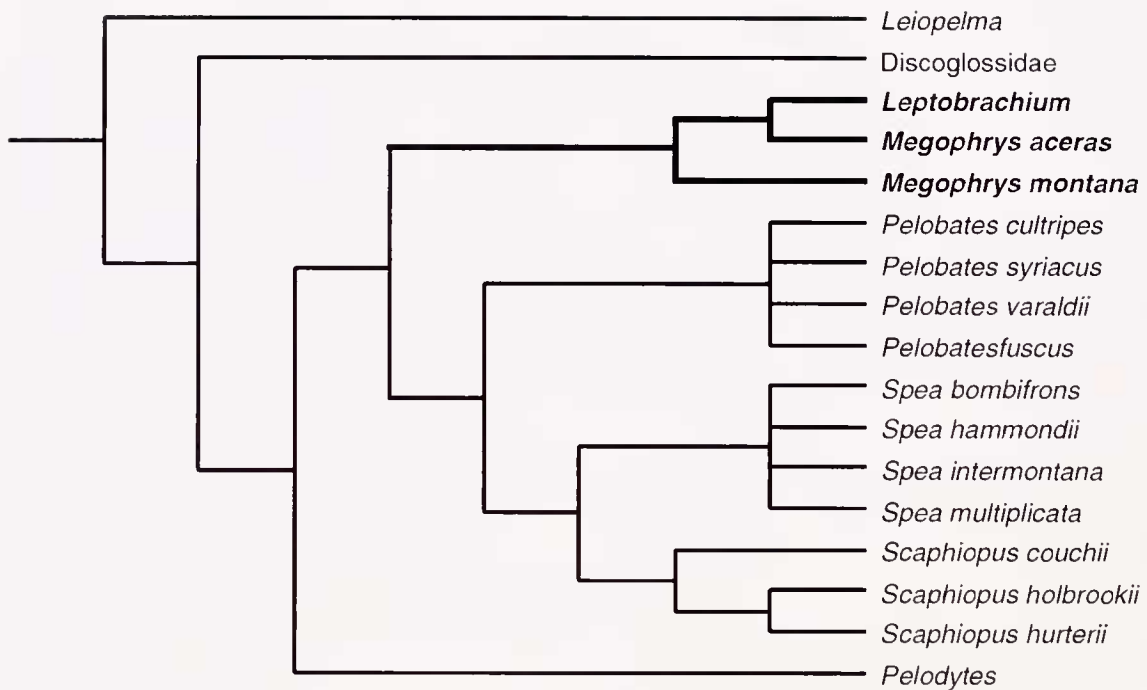 Leiopelma
Discoglossidae
Leptobrachium
Megophrys aceras
Megophrys montana
Pelobates cultripes
Pelobates syriacus
Pelobates varaldii
Pelobatesfuscus
Spea bombifrons
Spea hammondii
Spea intermontana
Spea multiplicata
Scaphiopus couchii
Scaphiopus holbrookii
Scaphiopus hurterii
Pelodytes